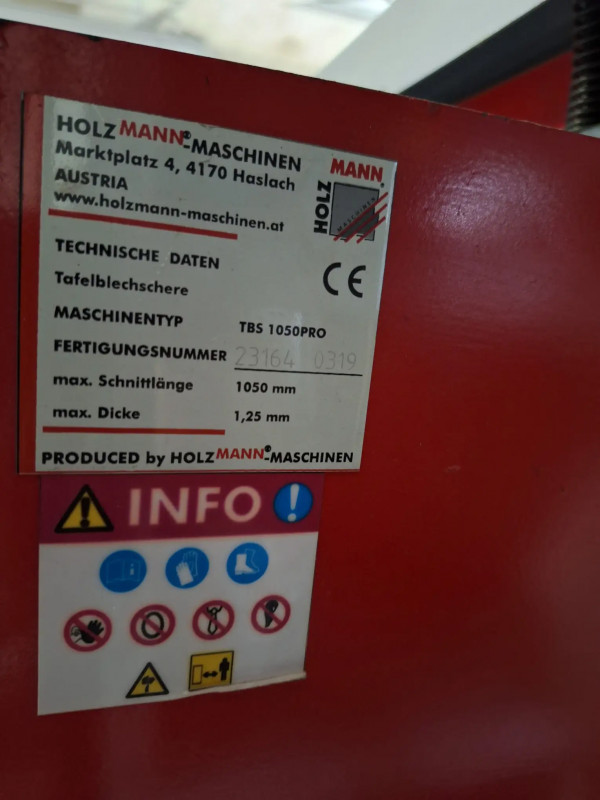 HOLZMANN®-MASCHINEN
Marktplatz 4, 4170 Haslach
AUSTRIA
www.holzmann-maschinen.at
HOLZ MANN®
MASCHINEN
TECHNISCHE DATEN
Tafelblechschere
CE
MASCHINENTYP TBS 1050PRO
FERTIGUNGSNUMMER 23164 0319
max. Schnittlänge 1050 mm
max. Dicke 1,25 mm
PRODUCED by HOLZMANN®-MASCHINEN
! INFO !